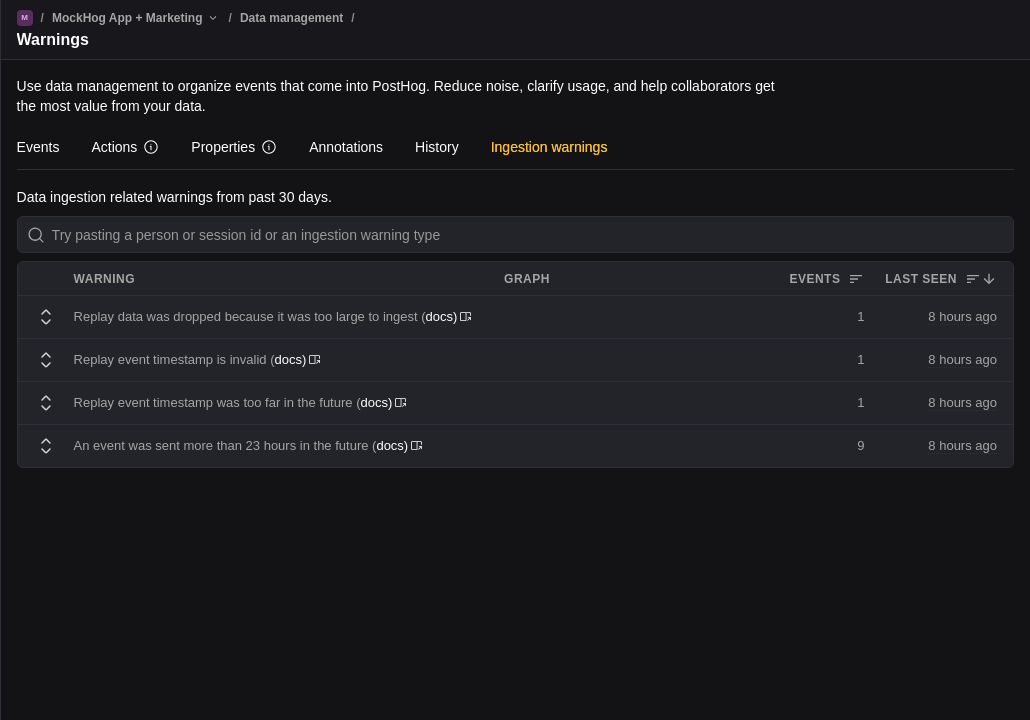 M / MockHog App + Marketing / Data management /
Warnings
Use data management to organize events that come into PostHog. Reduce noise, clarify usage, and help collaborators get
the most value from your data.
Events Actions Properties Annotations History Ingestion warnings
Data ingestion related warnings from past 30 days.
Try pasting a person or session id or an ingestion warning type
WARNING GRAPH EVENTS LAST SEEN
Replay data was dropped because it was too large to ingest (docs) 1 8 hours ago
Replay event timestamp is invalid (docs) 1 8 hours ago
Replay event timestamp was too far in the future (docs) 1 8 hours ago
An event was sent more than 23 hours in the future (docs) 9 8 hours ago